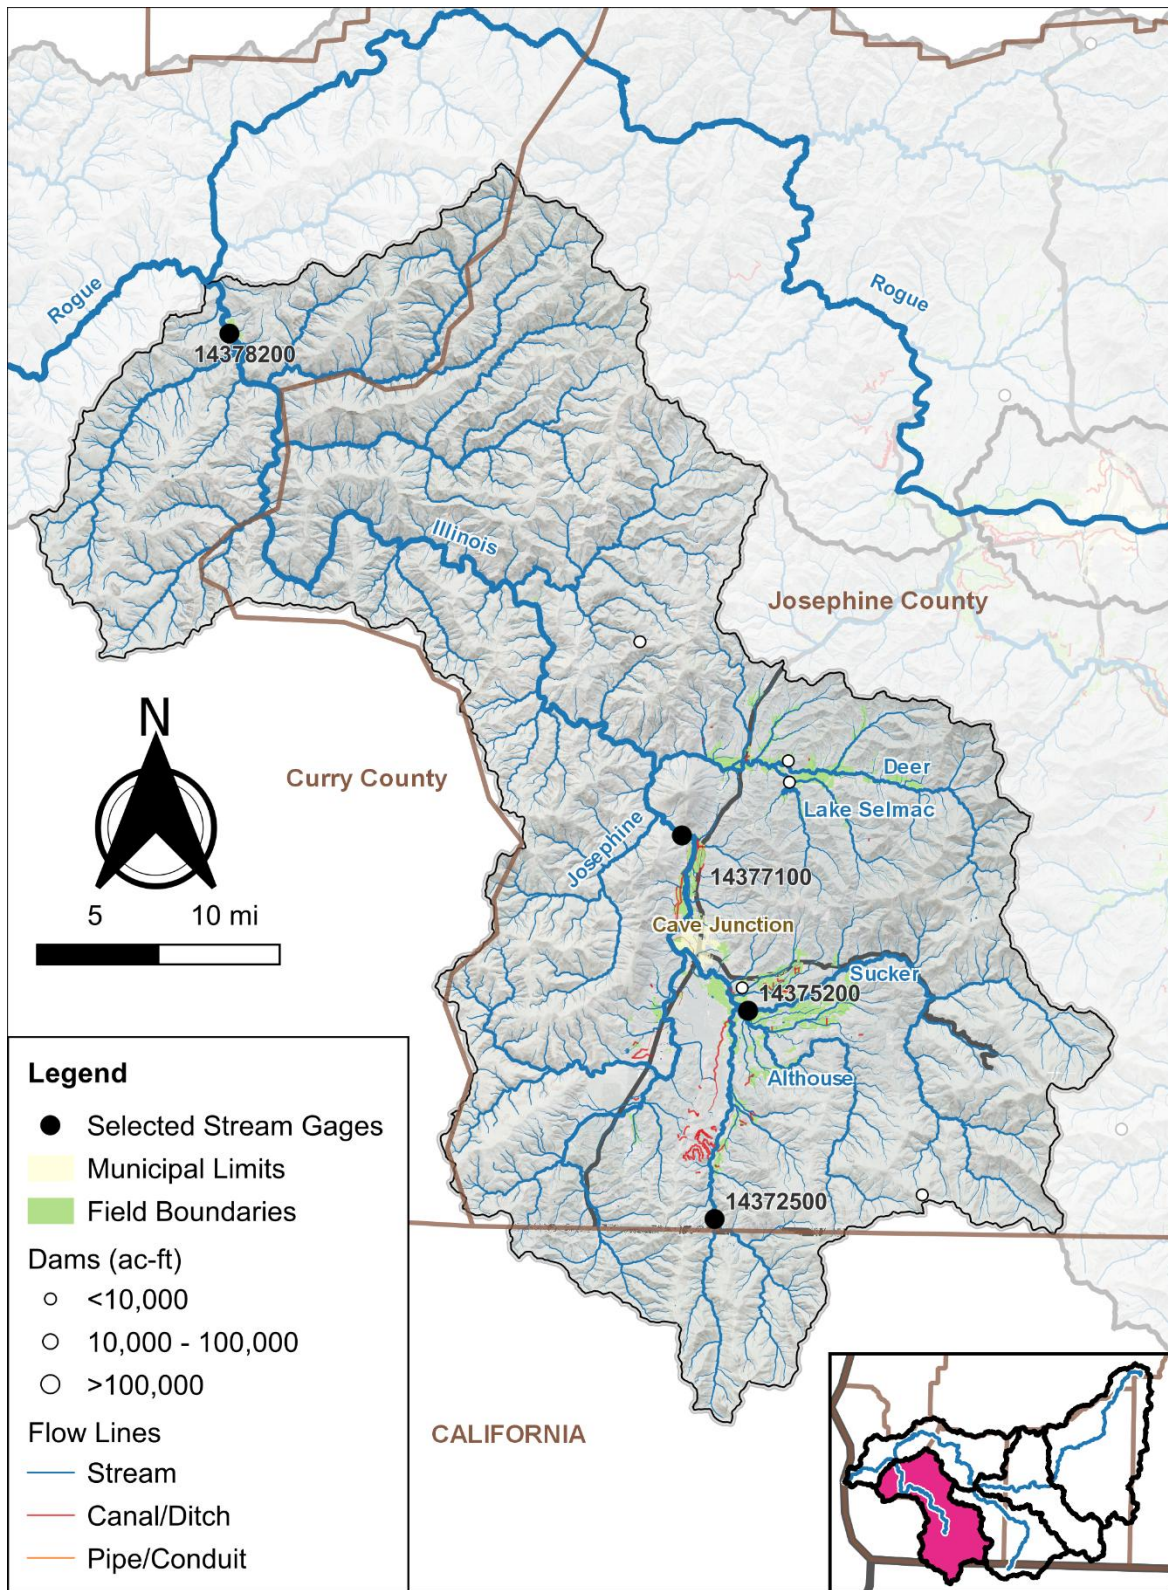 Rogue
Rogue
14378200
Illinois
Josephine County
N
Curry County
Deer
Lake Selmac
Josephine
5 10 mi
14377100
Cave Junction
Sucker
14375200
Althouse
14372500
CALIFORNIA
Legend
Selected Stream Gages
Municipal Limits
Field Boundaries
Dams (ac-ft)
<10,000
10,000 - 100,000
>100,000
Flow Lines
Stream
Canal/Ditch
Pipe/Conduit